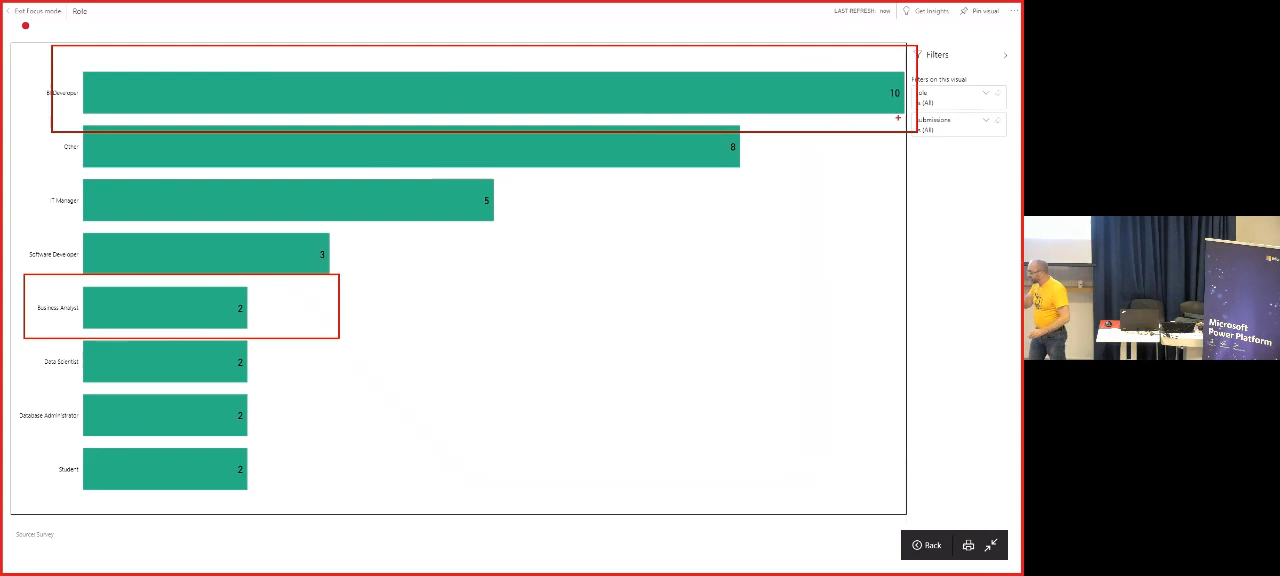 Exit Focus mode
Role
LAST REFRESH: now
Get Insights
Pin visual
BI Developer
10
Other
8
IT Manager
5
Software Developer
3
Business Analyst
2
Data Scientist
2
Database Administrator
2
Student
2
Source: Survey
Filters
Filters on this visual
(All)
(All)
Back
Microsoft
Power Platform